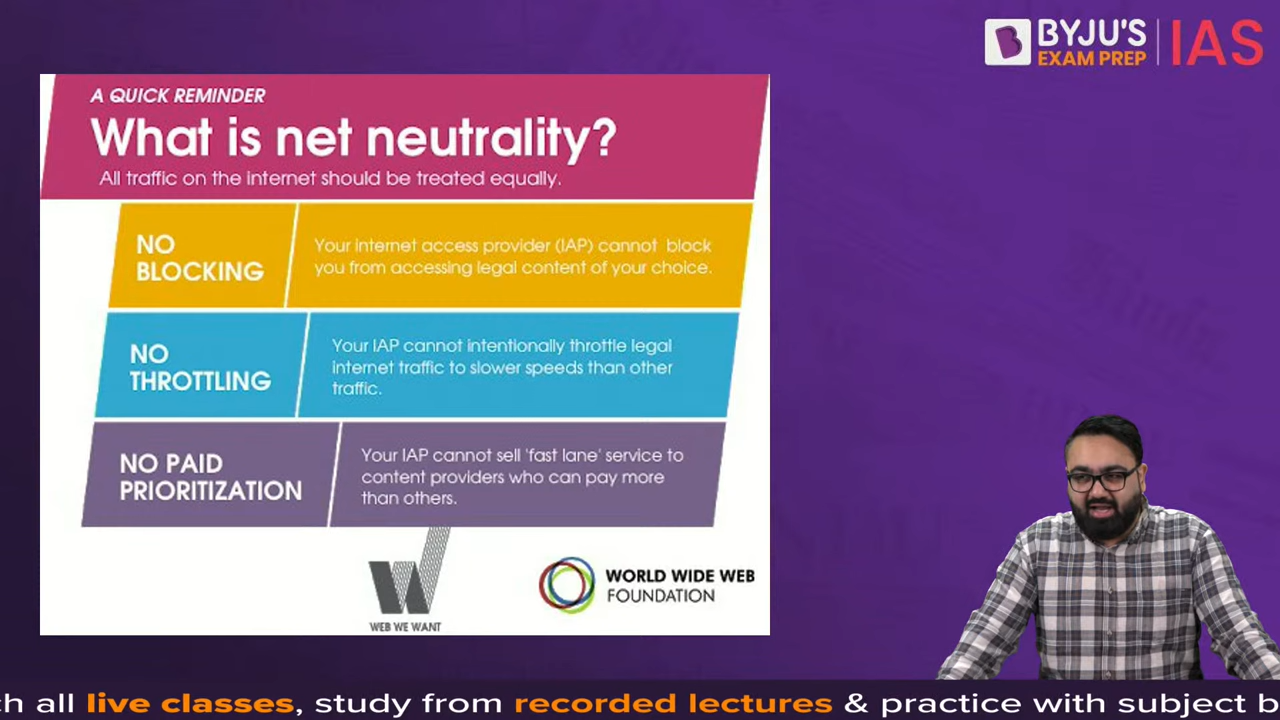 BYJU'S
EXAM PREP
IAS
A QUICK REMINDER
What is net neutrality?
All traffic on the internet should be treated equally.
NO
BLOCKING
Your internet access provider (IAP) cannot block
you from accessing legal content of your choice.
NO
THROTTLING
Your IAP cannot intentionally throttle legal
internet traffic to slower speeds than other
traffic.
NO PAID
PRIORITIZATION
Your IAP cannot sell 'fast lane' service to
content providers who can pay more
than others.
WEB WE WANT
WORLD WIDE WEB
FOUNDATION
all live classes, study from recorded lectures & practice with subject